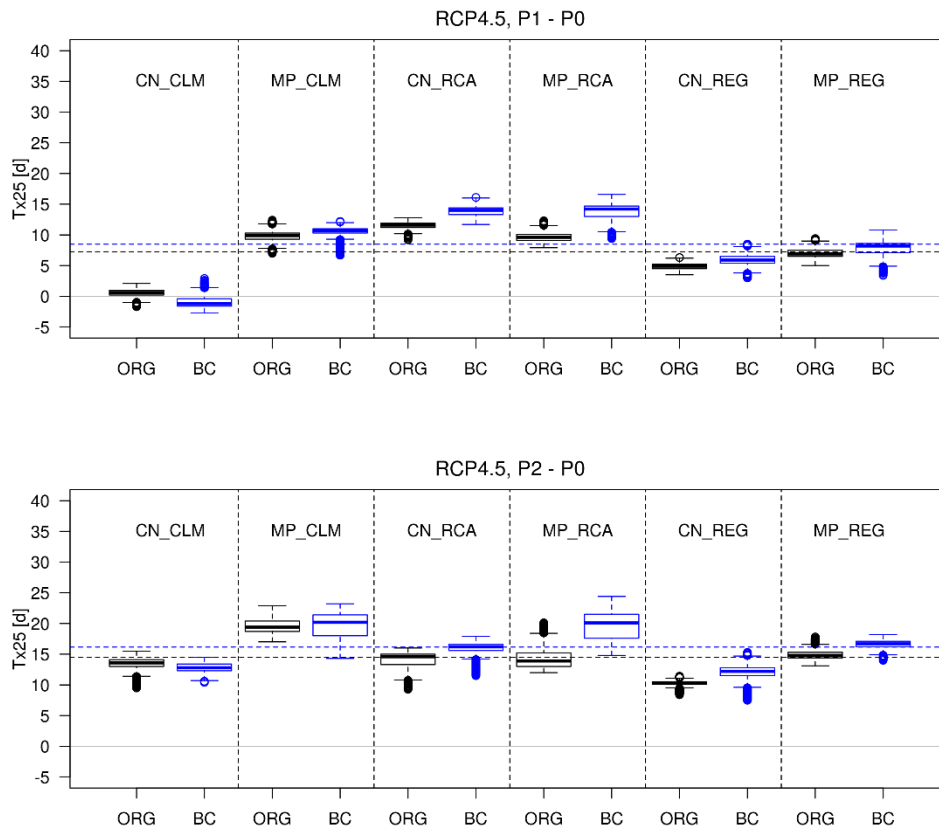 RCP4.5, P1 - P0
40
35
30
25
20
15
10
5
0
-5
Tx25 [d]
CN_CLM MP_CLM CN_RCA MP_RCA CN_REG MP_REG
ORG BC ORG BC ORG BC ORG BC ORG BC ORG BC
RCP4.5, P2 - P0
40
35
30
25
20
15
10
5
0
-5
Tx25 [d]
CN_CLM MP_CLM CN_RCA MP_RCA CN_REG MP_REG
ORG BC ORG BC ORG BC ORG BC ORG BC ORG BC